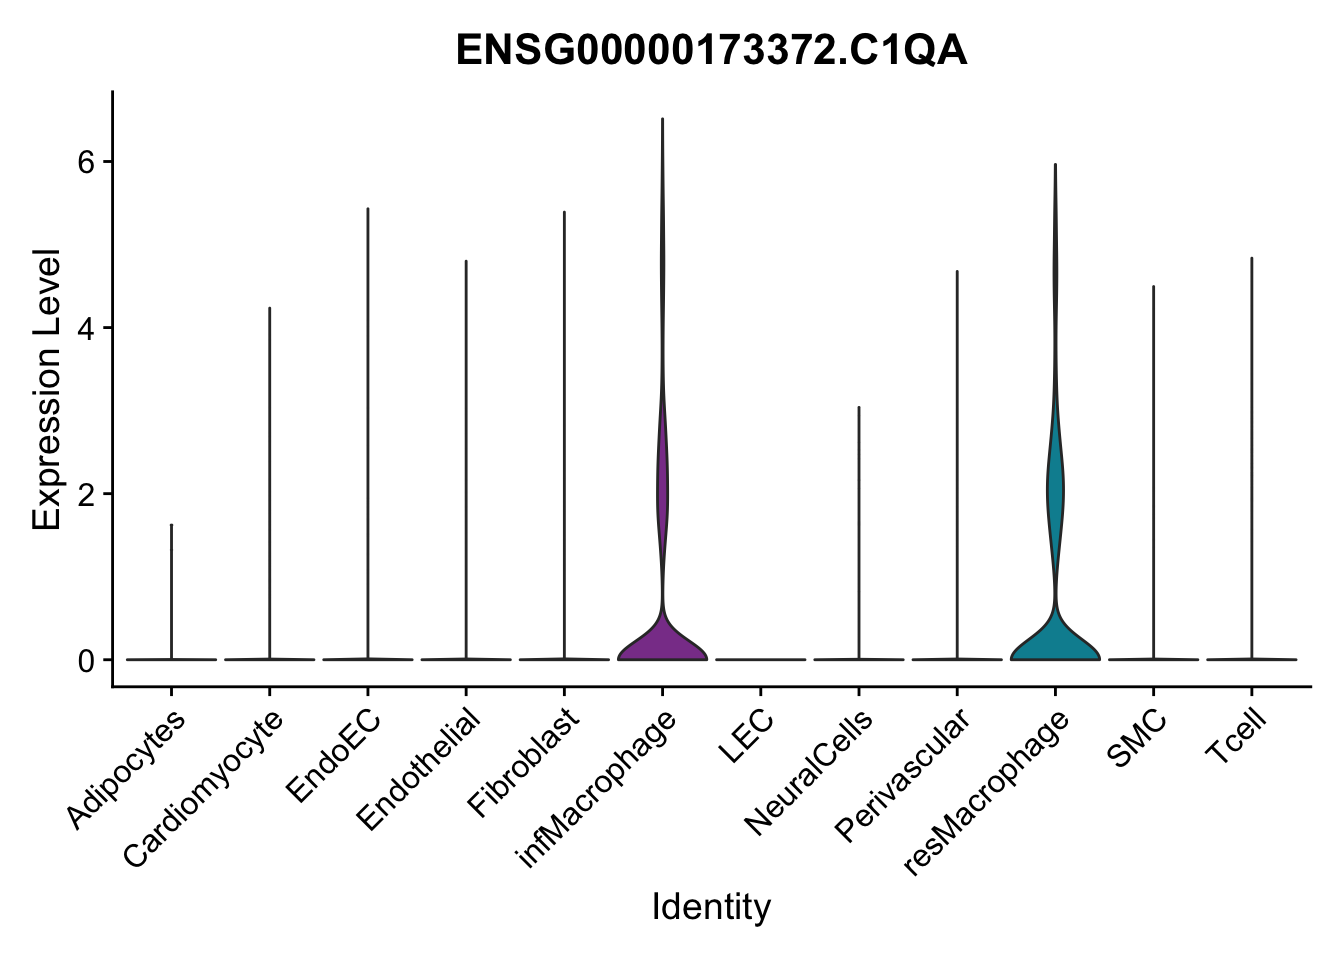 ENSG00000173372.C1QA
Expression Level
6
4
2
0
Adipocytes
Cardiomyocyte
EndoEC
Endothelial
Fibroblast
infMacrophage
LEC
NeuralCells
Perivascular
resMacrophage
SMC
Tcell
Identity